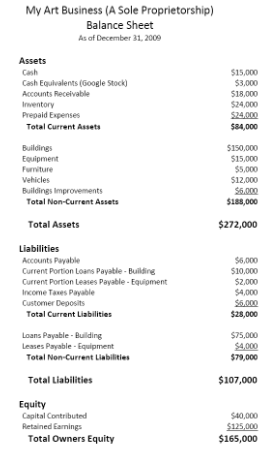 My Art Business (A Sole Proprietorship)
Balance Sheet
As of December 31, 2009
Assets
Cash $15,000
Cash Equivalents (Google Stock) $3,000
Accounts Receivable $18,000
Inventory $24,000
Prepaid Expenses $24,000
Total Current Assets $84,000
Buildings $150,000
Equipment $15,000
Furniture $5,000
Vehicles $12,000
Buildings Improvements $6,000
Total Non-Current Assets $188,000
Total Assets $272,000
Liabilities
Accounts Payable $6,000
Current Portion Loans Payable - Building $10,000
Current Portion Leases Payable - Equipment $2,000
Income Taxes Payable $4,000
Customer Deposits $6,000
Total Current Liabilities $28,000
Loans Payable - Building $75,000
Leases Payable - Equipment $4,000
Total Non-Current Liabilities $79,000
Total Liabilities $107,000
Equity
Capital Contributed $40,000
Retained Earnings $125,000
Total Owners Equity $165,000